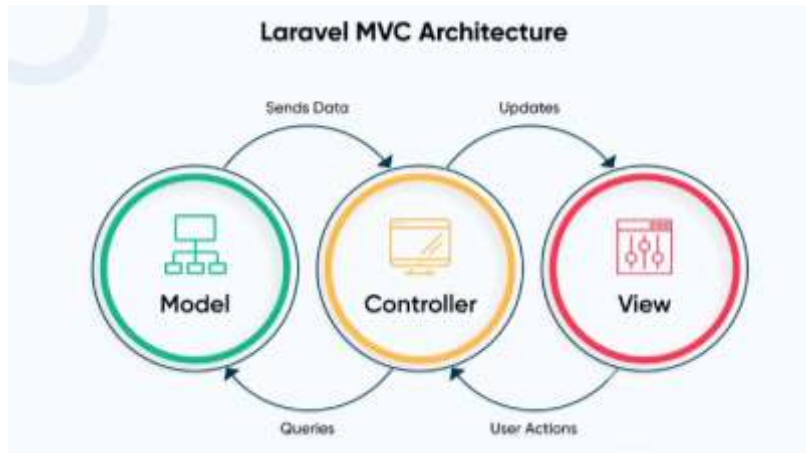 Laravel MVC Architecture
Sends Data
Updates
Model
Controller
View
Queries
User Actions